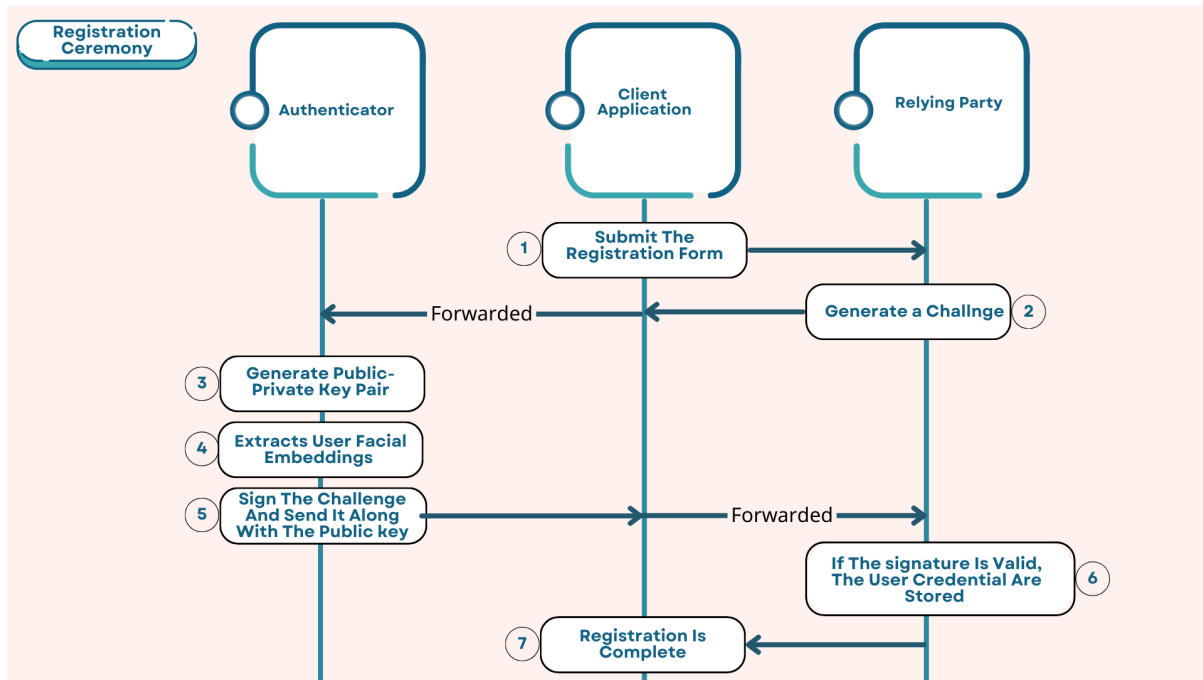 Registration
Ceremony
Authenticator
Client
Application
Relying Party
1
Submit The
Registration Form
Forwarded
Generate a Challnge
2
3
Generate Public-
Private Key Pair
4
Extracts User Facial
Embeddings
5
Sign The Challenge
And Send It Along
With The Public key
Forwarded
If The signature Is Valid,
The User Credential Are
Stored
6
7
Registration Is
Complete